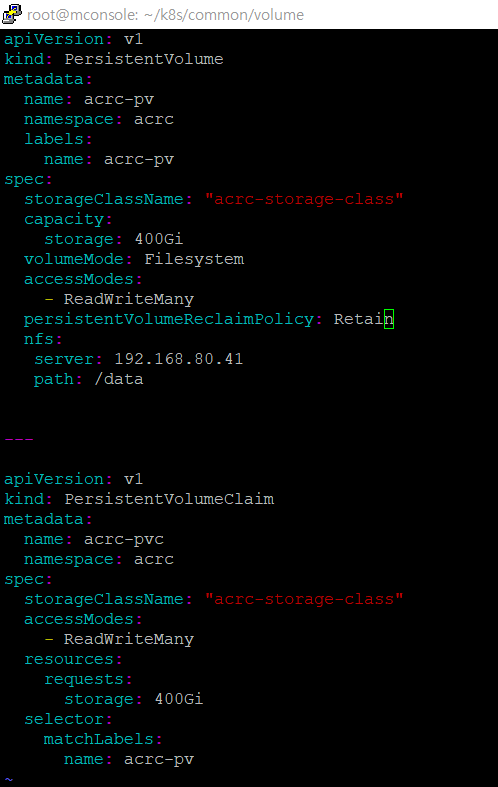 root@mconsole: ~/k8s/common/volume
apiVersion: v1
kind: PersistentVolume
metadata:
  name: acrc-pv
  namespace: acrc
  labels:
    name: acrc-pv
spec:
  storageClassName: "acrc-storage-class"
  capacity:
    storage: 400Gi
  volumeMode: Filesystem
  accessModes:
    - ReadWriteMany
  persistentVolumeReclaimPolicy: Retain
  nfs:
   server: 192.168.80.41
   path: /data
---
apiVersion: v1
kind: PersistentVolumeClaim
metadata:
  name: acrc-pvc
  namespace: acrc
spec:
  storageClassName: "acrc-storage-class"
  accessModes:
    - ReadWriteMany
  resources:
    requests:
      storage: 400Gi
  selector:
    matchLabels:
      name: acrc-pv
~